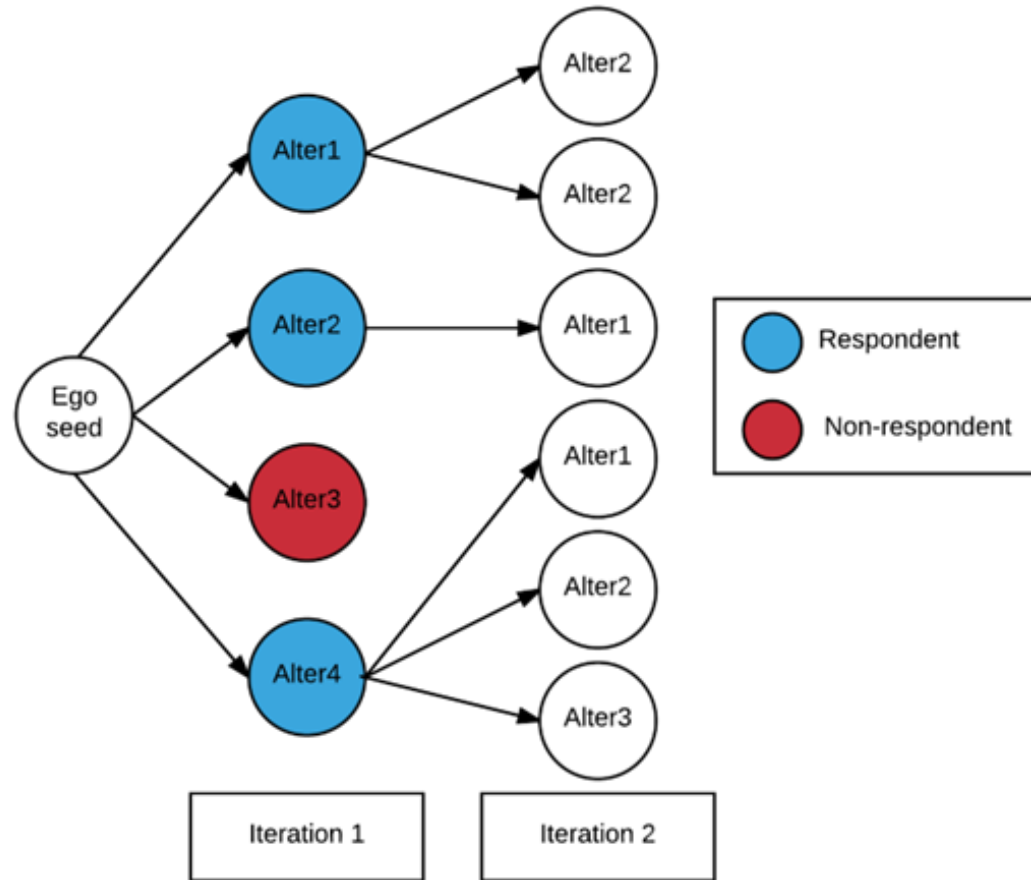 Alter2
Alter1
Alter2
Alter2
Alter1
Respondent
Ego
seed
Non-respondent
Alter1
Alter3
Alter2
Alter4
Alter3
Iteration 1
Iteration 2